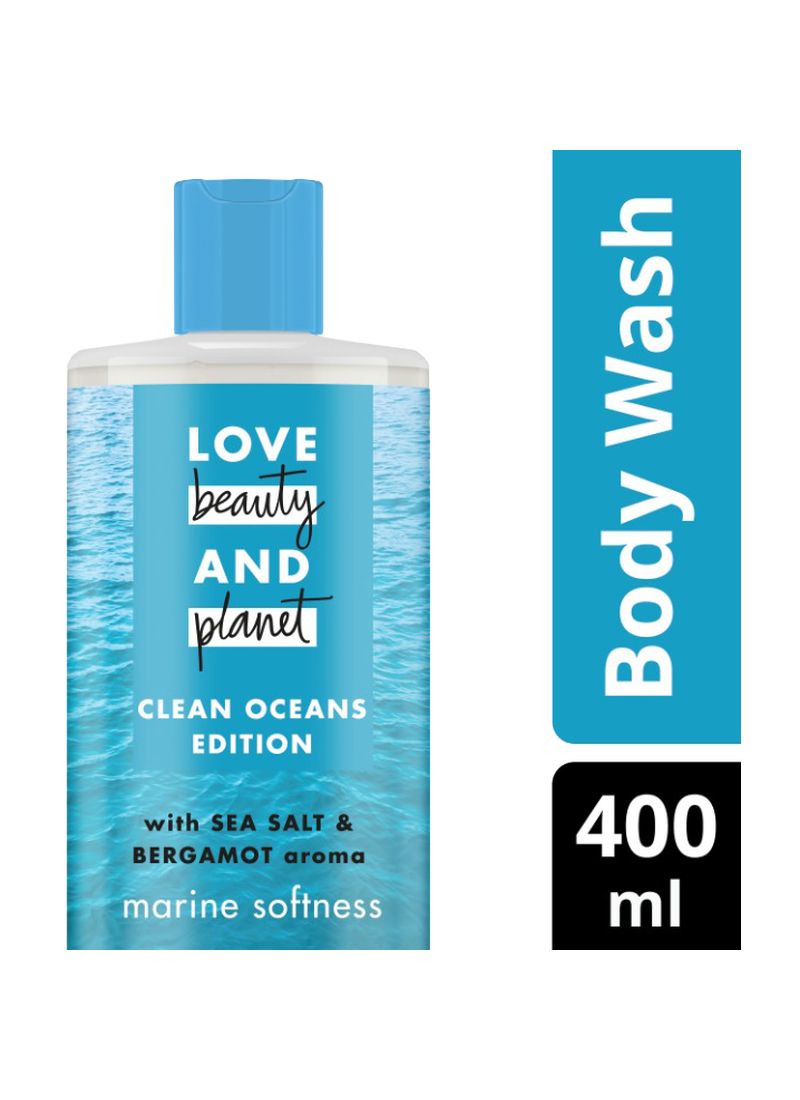 LOVE
beauty
AND
planet
CLEAN OCEANS
EDITION
with SEA SALT &
BERGAMOT aroma
marine softness
Body Wash
400
ml